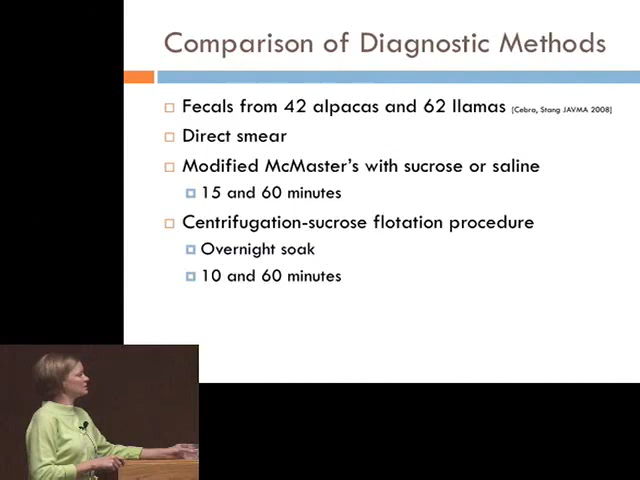 Comparison of Diagnostic Methods
Fecals from 42 alpacas and 62 llamas [Cebra, Stang JAVMA 2008]
Direct smear
Modified McMaster's with sucrose or saline
15 and 60 minutes
Centrifugation-sucrose flotation procedure
Overnight soak
10 and 60 minutes